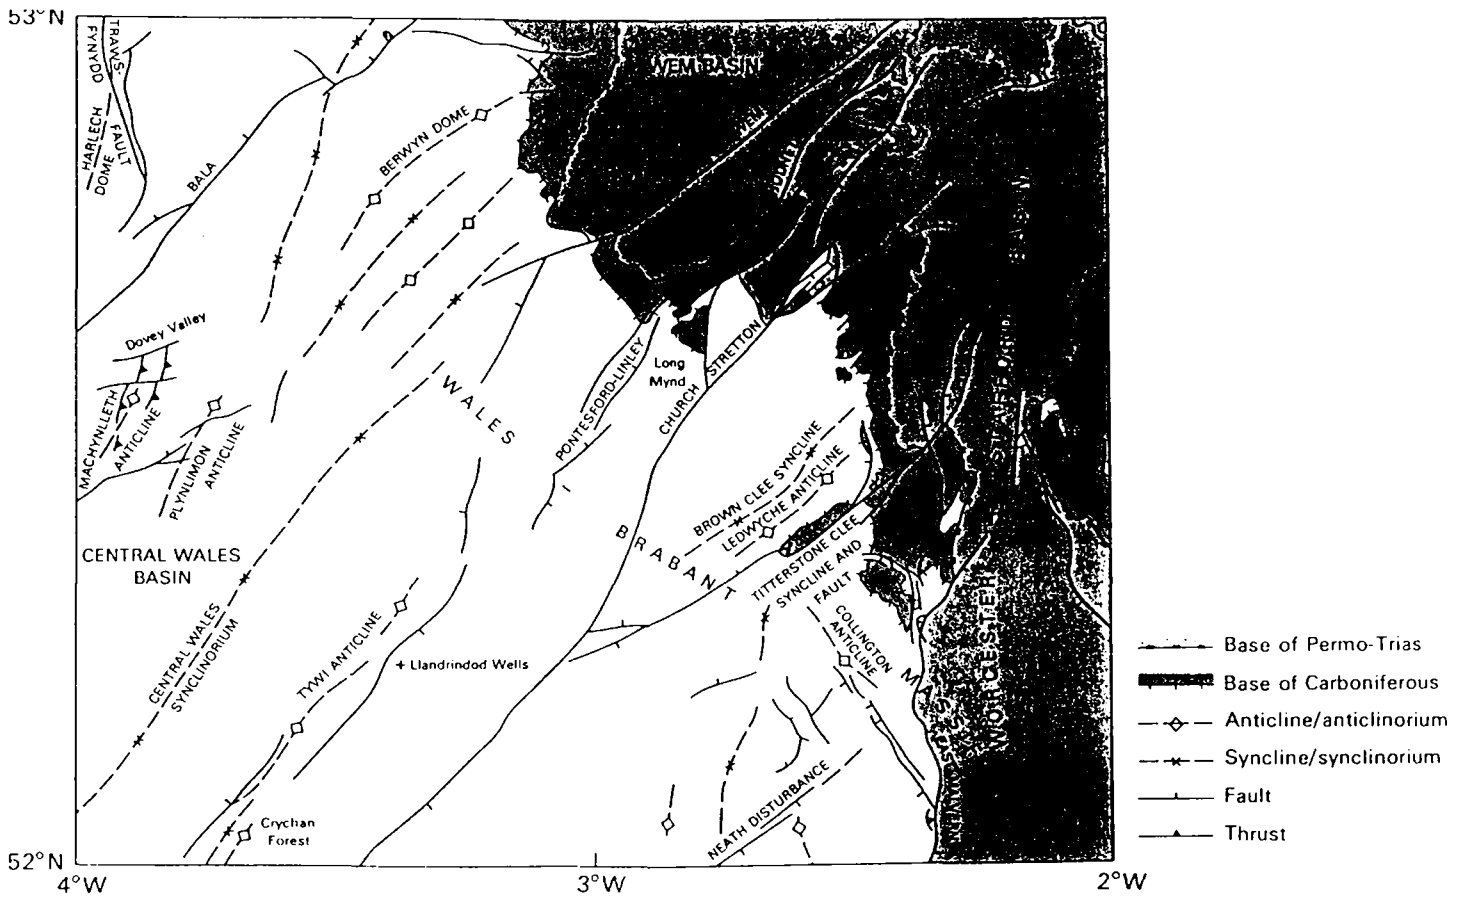 53°N
TRAWS-
FYNYDD
FAULT
HARLECH
DOME
WEM BASIN
BERWYN DOME
BALA
Dovey Valley
MACHYNLLETH
ANTICLINE
PLYNLIMON
ANTICLINE
WALES
PONTESFORD-LINLEY
Long
Mynd
CHURCH STRETTON
BROWN CLEE SYNCLINE
LEDWYCHE ANTICLINE
BRABANT
TITTERSTONE CLEE
SYNCLINE AND
FAULT
COLLINGTON
ANTICLINE
CENTRAL WALES
BASIN
CENTRAL WALES
SYNCLINORIUM
TYWI ANTICLINE
+ Llandrindod Wells
WORCESTER
NEATH DISTURBANCE
Crychan
Forest
52°N
4°W
3°W
2°W
Base of Permo-Trias
Base of Carboniferous
Anticline/anticlinorium
Syncline/synclinorium
Fault
Thrust